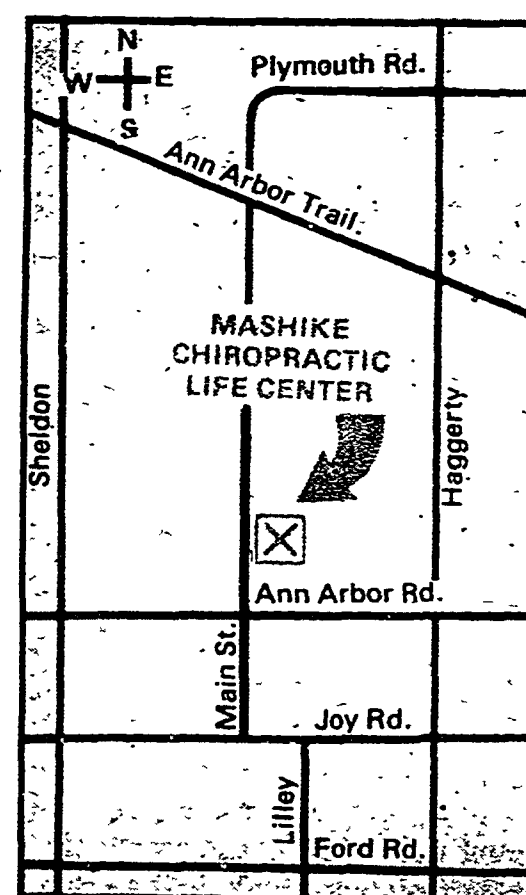 N
Plymouth Rd.
W E
S
Ann Arbor Trail.
MASHIKE
CHIROPRACTIC
LIFE CENTER
Sheldon
Haggerty
Ann Arbor Rd.
Main St.
Joy Rd.
Lilley
Ford Rd.